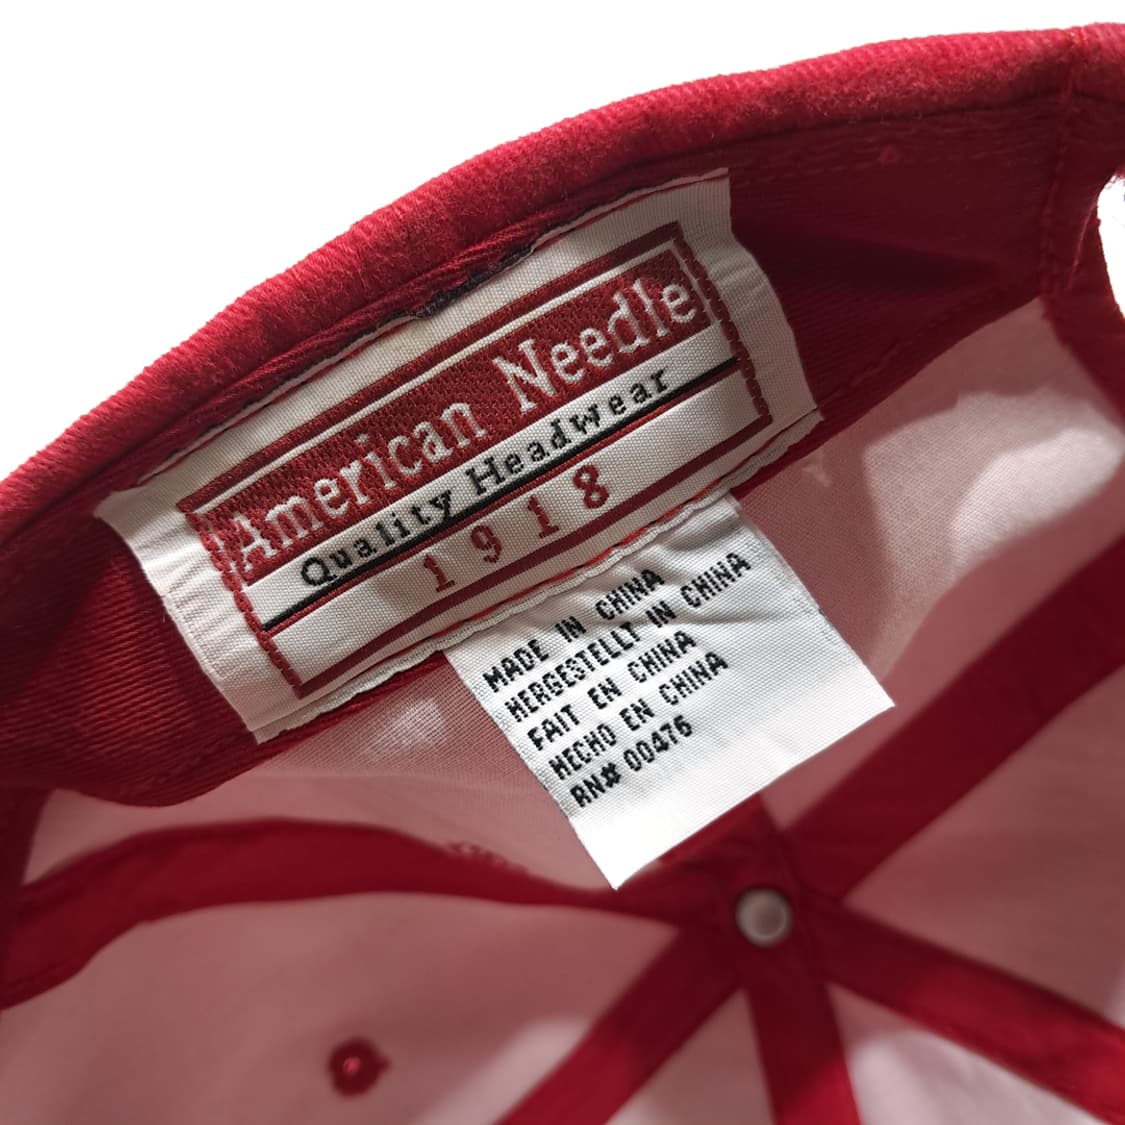 American Needle
Quality Headwear
1918
MADE IN CHINA
HERGESTELLT IN CHINA
FAIT EN CHINA
HECHO EN CHINA
RN# 00476